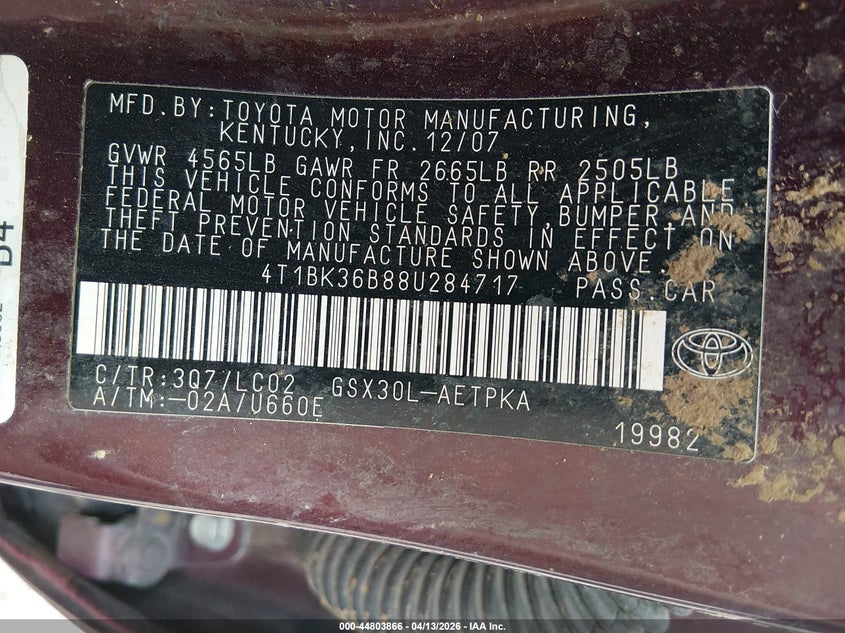 MFD.BY:TOYOTA MOTOR MANUFACTURING,
KENTUCKY,INC.12/07
GVWR 4565LB GAWR FR 2665LB RR 2505LB
THIS VEHICLE CONFORMS TO ALL APPLICABLE
FEDERAL MOTOR VEHICLE SAFETY,BUMPER,AND
THEFT PREVENTION STANDARDS IN EFFECT ON
THE DATE OF MANUFACTURE SHOWN ABOVE.
4T1BK36B88U284717 PASS.CAR
C/TR:3Q7/LC02 GSX30L-AETPKA
A/TM:-02A/U660E
19982
000-44803866 - 04/13/2026 - IAA Inc.